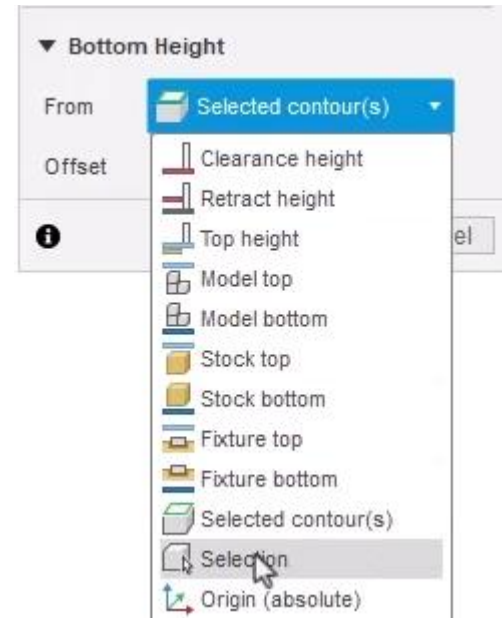 Bottom Height
From
Selected contour(s)
Offset
Clearance height
Retract height
Top height
el
Model top
Model bottom
Stock top
Stock bottom
Fixture top
Fixture bottom
Selected contour(s)
Selection
Origin (absolute)